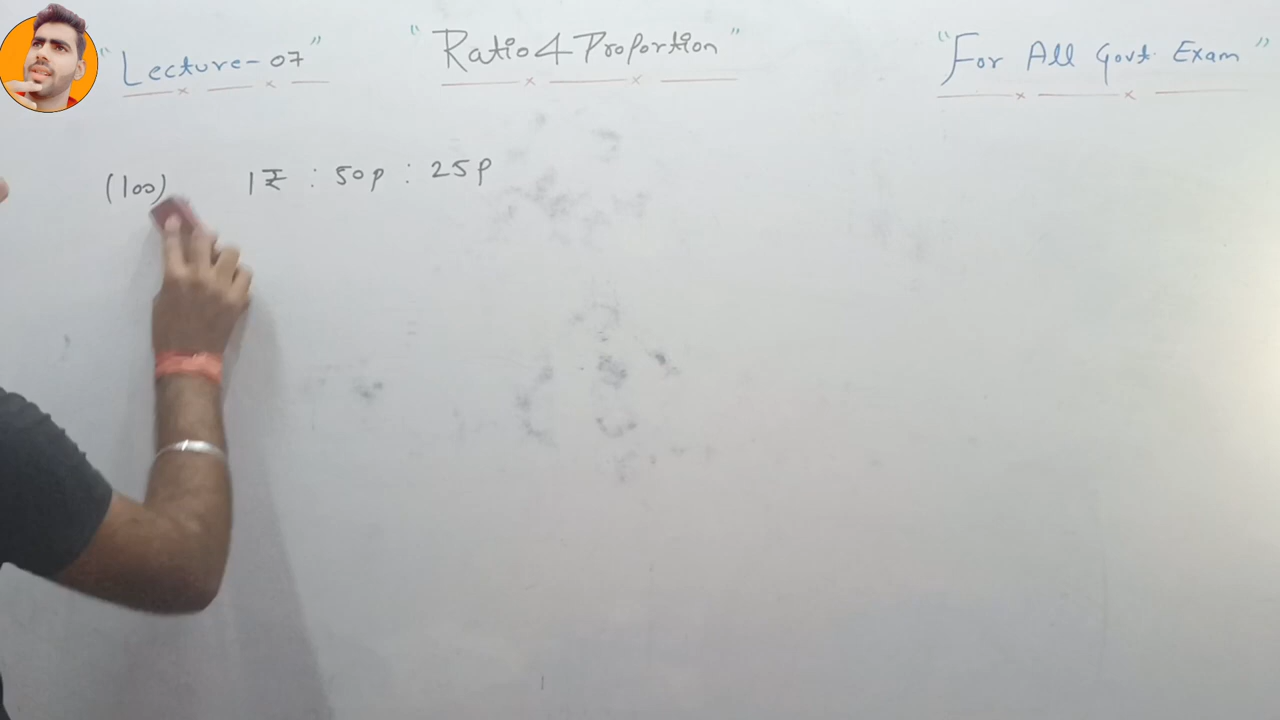 "Lecture-07" "Ratio & Proportion" "For All Govt. Exam"
(100) 1₹ : 50p : 25p